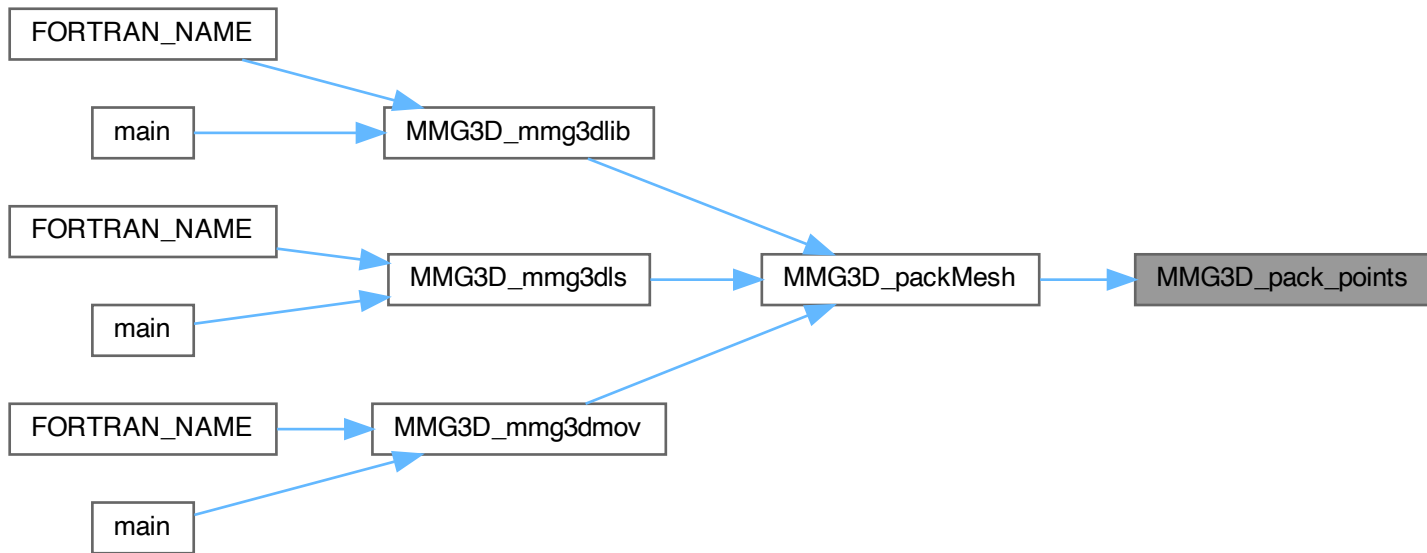 FORTRAN_NAME
main
MMG3D_mmg3dlib
FORTRAN_NAME
main
MMG3D_mmg3dls
MMG3D_packMesh
MMG3D_pack_points
FORTRAN_NAME
main
MMG3D_mmg3dmov